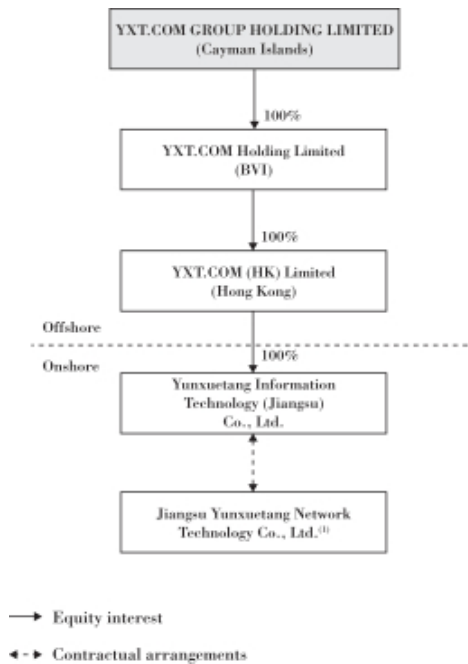 YXT.COM GROUP HOLDING LIMITED
(Cayman Islands)
100%
YXT.COM Holding Limited
(BVI)
100%
YXT.COM (HK) Limited
(Hong Kong)
Offshore
Onshore
100%
Yunxuetang Information
Technology (Jiangsu)
Co., Ltd.
Jiangsu Yunxuetang Network
Technology Co., Ltd.(1)
Equity interest
Contractual arrangements